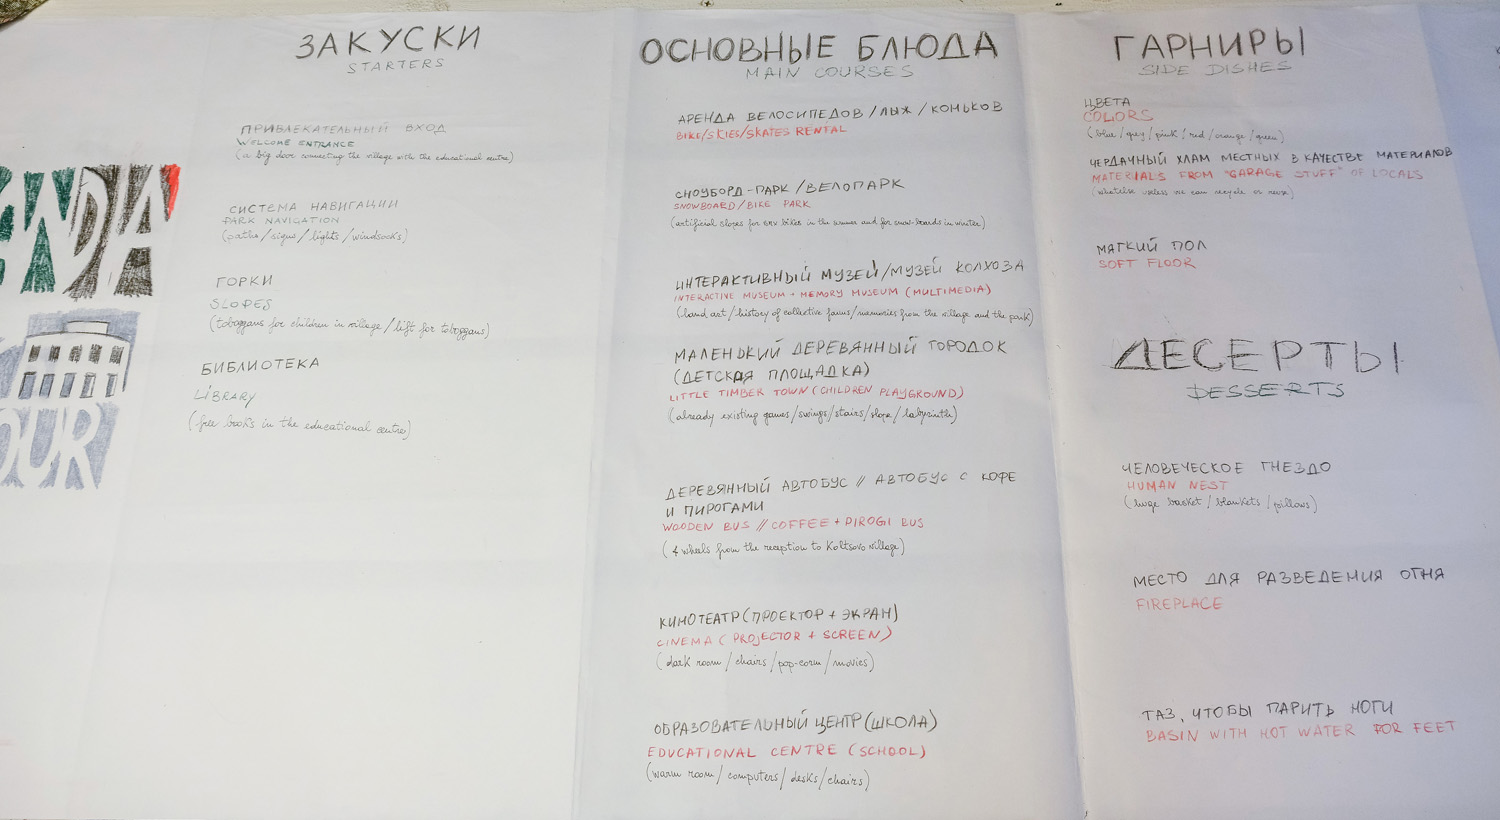 ЗАКУСКИ
STARTERS
ПРИВЛЕКАТЕЛЬНЫЙ ВХОД
WELCOME ENTRANCE
(a big door connecting the village with the educational centre)
СИСТЕМА НАВИГАЦИИ
PARK NAVIGATION
(paths/signs/lights/windsocks)
ГОРКИ
SLOPES
(toboggans for children in village/lift for toboggans)
БИБЛИОТЕКА
LIBRARY
(free books in the educational centre)
ОСНОВНЫЕ БЛЮДА
MAIN COURSES
АРЕНДА ВЕЛОСИПЕДОВ/ЛЫЖ/КОНЬКОВ
BIKE/SKIES/SKATES RENTAL
СНОУБОРД-ПАРК/ВЕЛОПАРК
SNOWBOARD/BIKE PARK
(artificial slopes for bmx bikes in the summer and for snow-boards in winter)
ИНТЕРАКТИВНЫЙ МУЗЕЙ/МУЗЕЙ КОЛХОЗА
INTERACTIVE MUSEUM - MEMORY MUSEUM (MULTIMEDIA)
(land art/history of collective farms/memories from the village and the park)
МАЛЕНЬКИЙ ДЕРЕВЯННЫЙ ГОРОДОК
(ДЕТСКАЯ ПЛОЩАДКА)
LITTLE TIMBER TOWN (CHILDREN PLAYGROUND)
(already existing games/swings/stairs/slope/labyrinth)
ДЕРЕВЯННЫЙ АВТОБУС // АВТОБУС С КОФЕ
И ПИРОГАМИ
WOODEN BUS // COFFEE + PIROGI BUS
(4 wheels from the reception to Koltsovo village)
КИНОТЕАТР (ПРОЕКТОР + ЭКРАН)
CINEMA (PROJECTOR + SCREEN)
(dark room/chairs/pop-corn/movies)
ОБРАЗОВАТЕЛЬНЫЙ ЦЕНТР (ШКОЛА)
EDUCATIONAL CENTRE (SCHOOL)
(warm room/computers/desks/chairs)
ГАРНИРЫ
SIDE DISHES
ЦВЕТА
COLORS
(blue/grey/pink/red/orange/green)
ЧЕРДАЧНЫЙ ХЛАМ МЕСТНЫХ В КАЧЕСТВЕ МАТЕРИАЛОВ
MATERIALS FROM "GARAGE STUFF" OF LOCALS
(whatelse useless we can recycle or reuse)
МЯГКИЙ ПОЛ
SOFT FLOOR
ДЕСЕРТЫ
DESSERTS
ЧЕЛОВЕЧЕСКОЕ ГНЕЗДО
HUMAN NEST
(huge basket/blankets/pillows)
МЕСТО ДЛЯ РАЗВЕДЕНИЯ ОГНЯ
FIREPLACE
ТАЗ, ЧТОБЫ ПАРИТЬ НОГИ
BASIN WITH HOT WATER FOR FEET